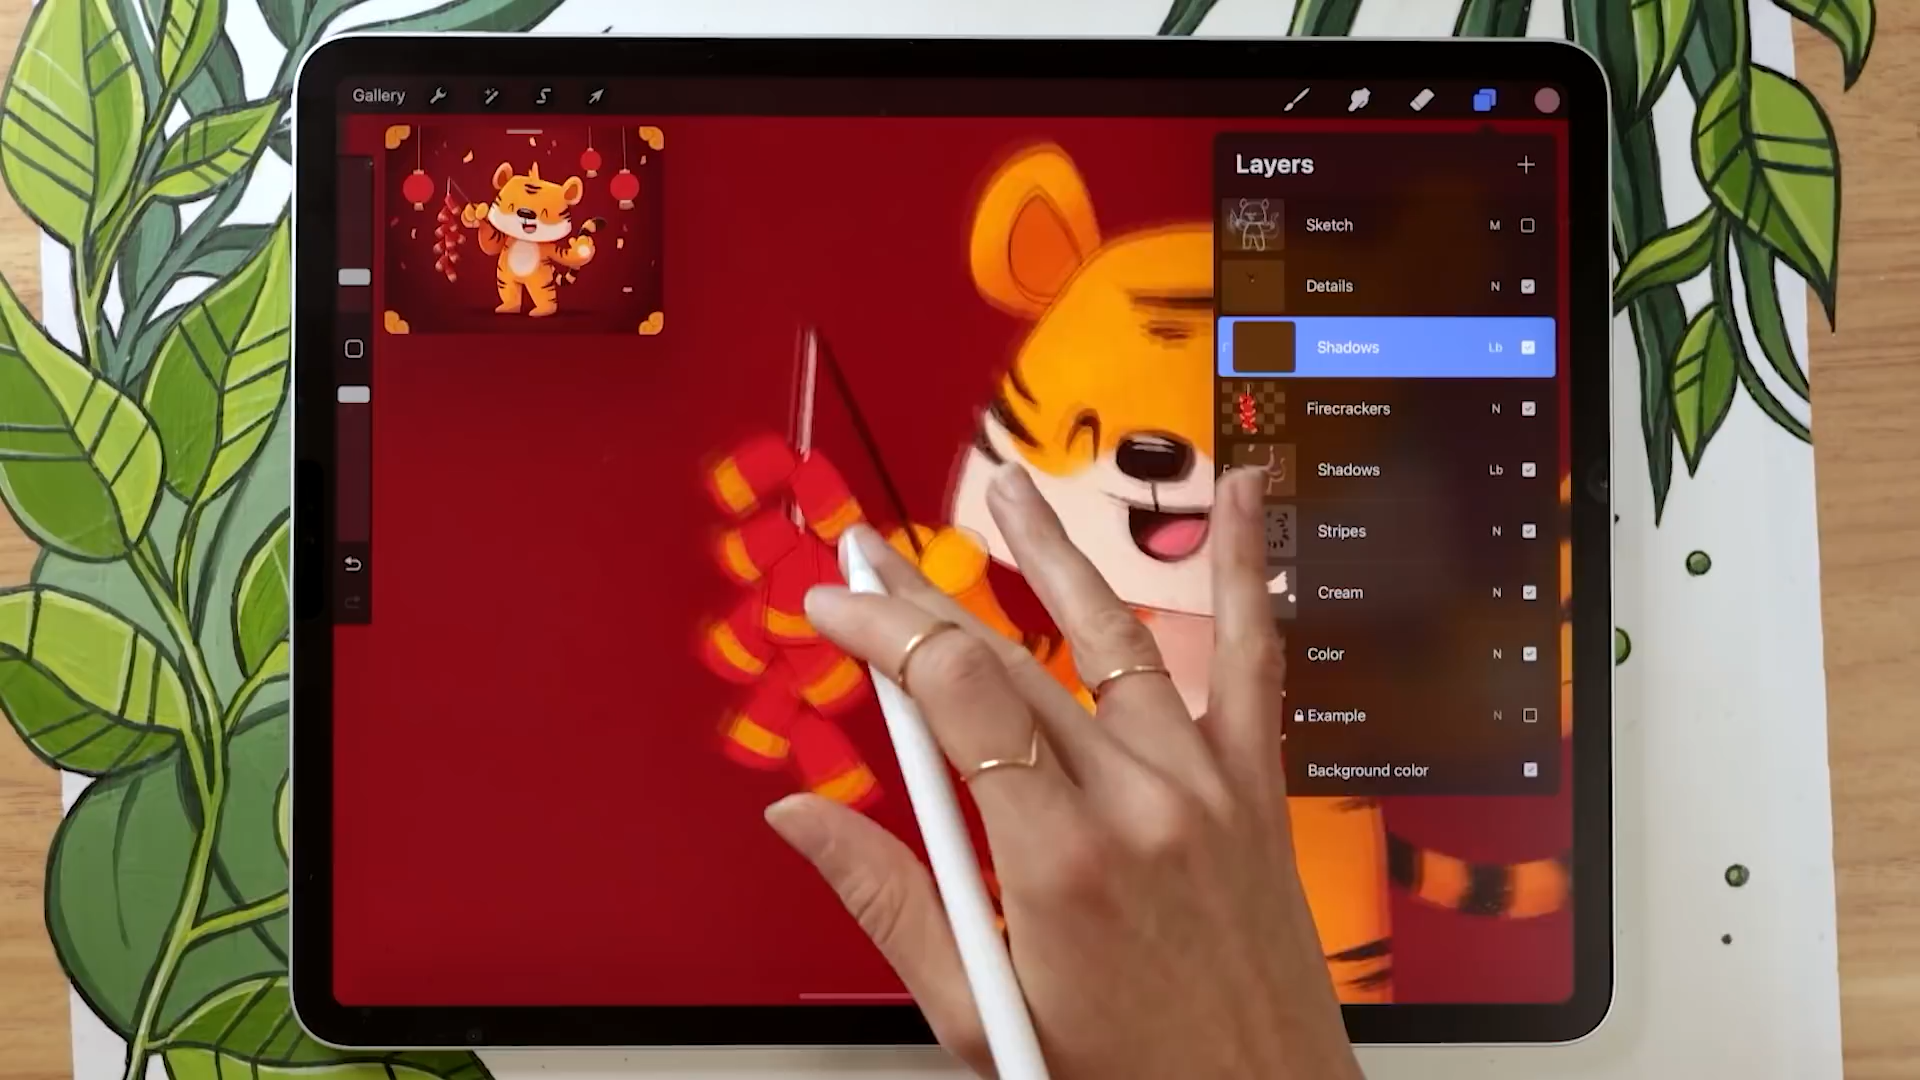 Gallery
Layers
Sketch M
Details N
Shadows Lb
Firecrackers N
Shadows Lb
Stripes N
Cream N
Color N
Example N
Background color